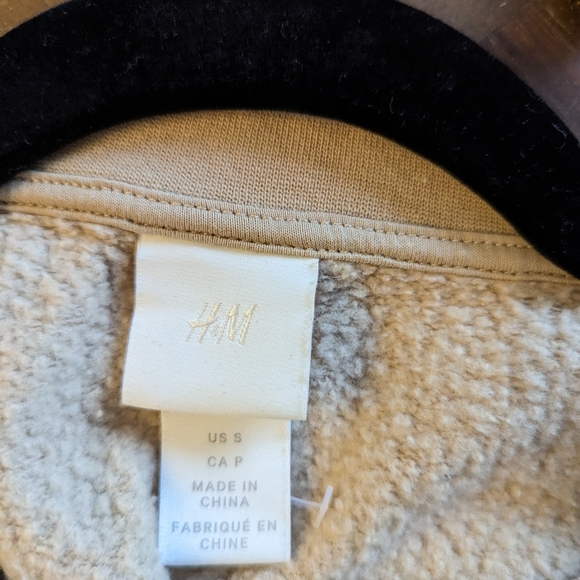 H&M
US S
CA P
MADE IN
CHINA
FABRIQUÉ EN
CHINE